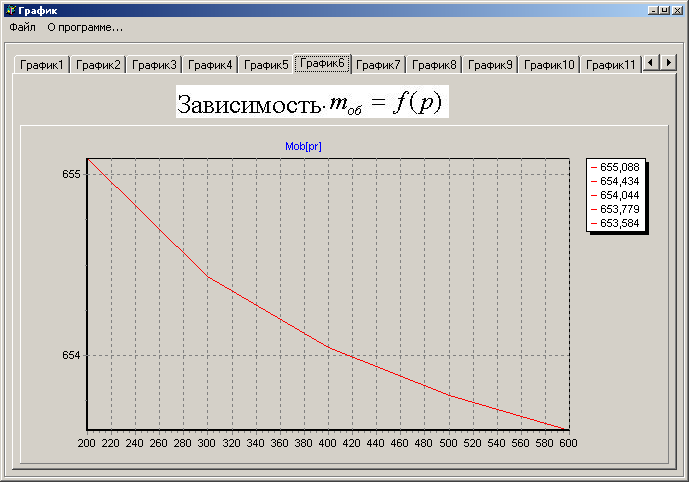 График
Файл О программе...
График1 График2 График3 График4 График5 График6 График7 График8 График9 График10 График11
Зависимость m об = f(p)
Mob[pr]
655
654
655,088
654,434
654,044
653,779
653,584
200 220 240 260 280 300 320 340 360 380 400 420 440 460 480 500 520 540 560 580 600